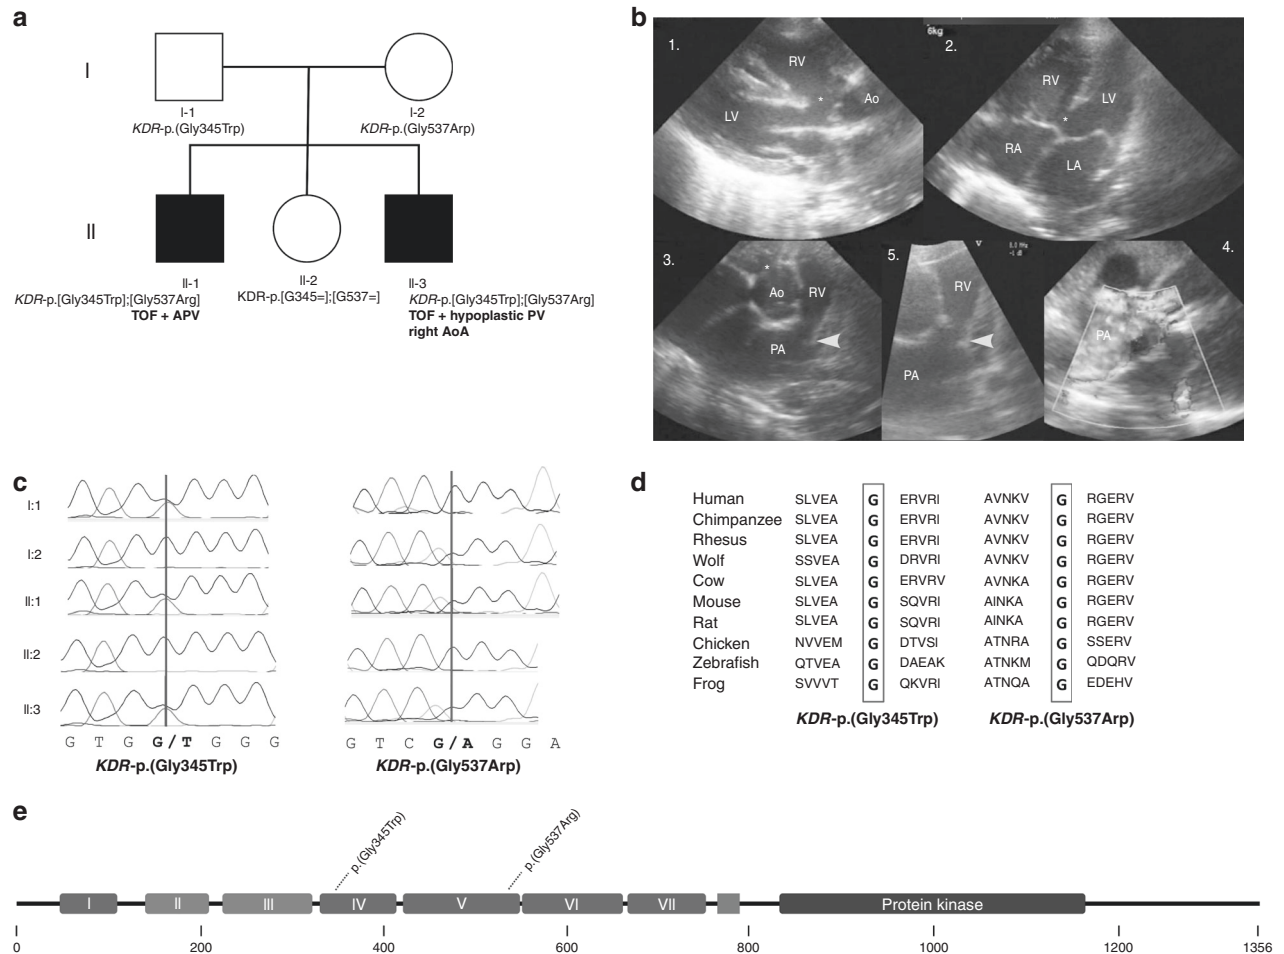 a
I
I-1
KDR-p.(Gly345Trp)
I-2
KDR-p.(Gly537Arp)
II
II-1
KDR-p.[Gly345Trp];[Gly537Arg]
TOF + APV
II-2
KDR-p.[G345=];[G537=]
II-3
KDR-p.[Gly345Trp];[Gly537Arg]
TOF + hypoplastic PV
right AoA
b
1.
RV
*
Ao
LV
6kg
2.
RV
LV
*
RA
LA
3.
*
Ao
RV
PA
5.
RV
PA
4.
PA
c
I:1
I:2
II:1
II:2
II:3
G T G G / T G G G
KDR-p.(Gly345Trp)
G T C G / A G G A
KDR-p.(Gly537Arp)
d
Human SLVEA G ERVRI AVNKV G RGERV
Chimpanzee SLVEA G ERVRI AVNKV G RGERV
Rhesus SLVEA G ERVRI AVNKV G RGERV
Wolf SSVEA G DRVRI AVNKV G RGERV
Cow SLVEA G ERVRV AVNKA G RGERV
Mouse SLVEA G SQVRI AINKA G RGERV
Rat SLVEA G SQVRI AINKA G RGERV
Chicken NVVEM G DTVSI ATNRA G SSERV
Zebrafish QTVEA G DAEAK ATNKM G QDQRV
Frog SVVVT G QKVRI ATNQA G EDEHV
KDR-p.(Gly345Trp) KDR-p.(Gly537Arp)
e
p.(Gly345Trp)
p.(Gly537Arg)
I II III IV V VI VII Protein kinase
0 200 400 600 800 1000 1200 1356